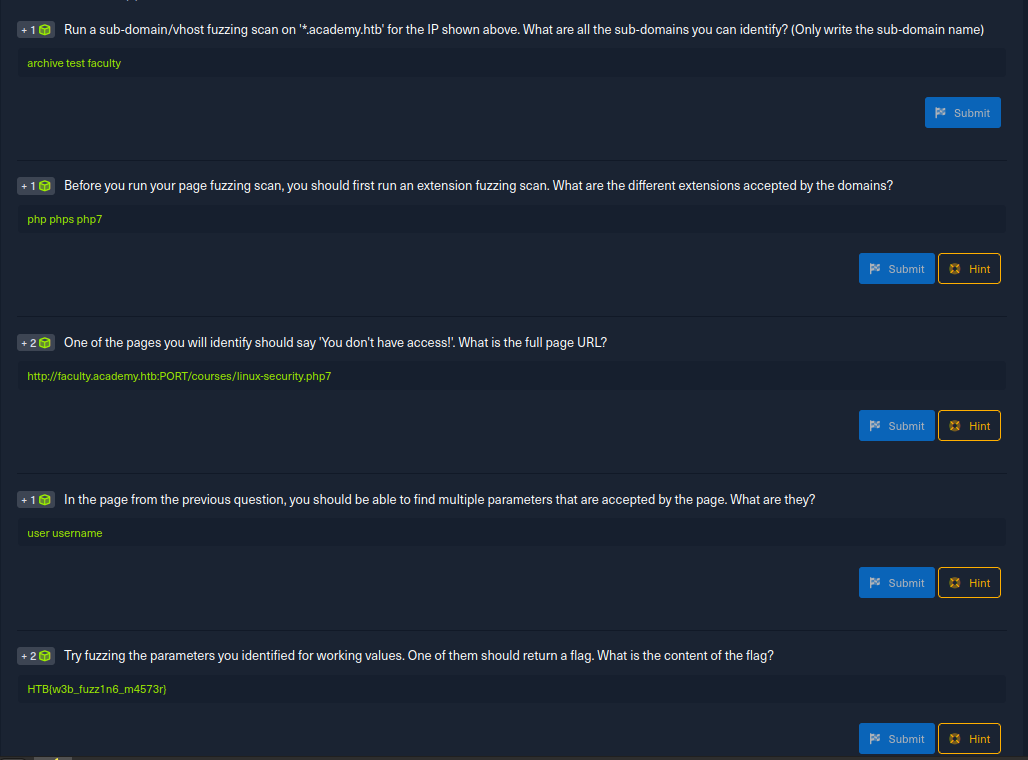 + 1 Run a sub-domain/vhost fuzzing scan on '*.academy.htb' for the IP shown above. What are all the sub-domains you can identify? (Only write the sub-domain name)
archive test faculty
Submit
+ 1 Before you run your page fuzzing scan, you should first run an extension fuzzing scan. What are the different extensions accepted by the domains?
php phps php7
Submit Hint
+ 2 One of the pages you will identify should say 'You don't have access!'. What is the full page URL?
http://faculty.academy.htb:PORT/courses/linux-security.php7
Submit Hint
+ 1 In the page from the previous question, you should be able to find multiple parameters that are accepted by the page. What are they?
user username
Submit Hint
+ 2 Try fuzzing the parameters you identified for working values. One of them should return a flag. What is the content of the flag?
HTB{w3b_fuzz1n6_m4573r}
Submit Hint